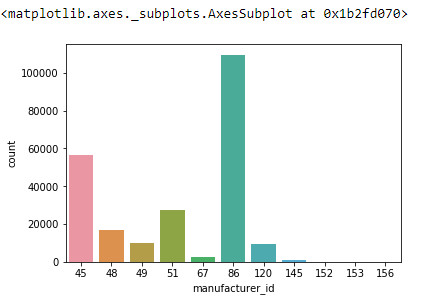 <matplotlib.axes._subplots.AxesSubplot at 0x1b2fd070>
100000
80000
60000
40000
20000
0
count
45 48 49 51 67 86 120 145 152 153 156
manufacturer_id